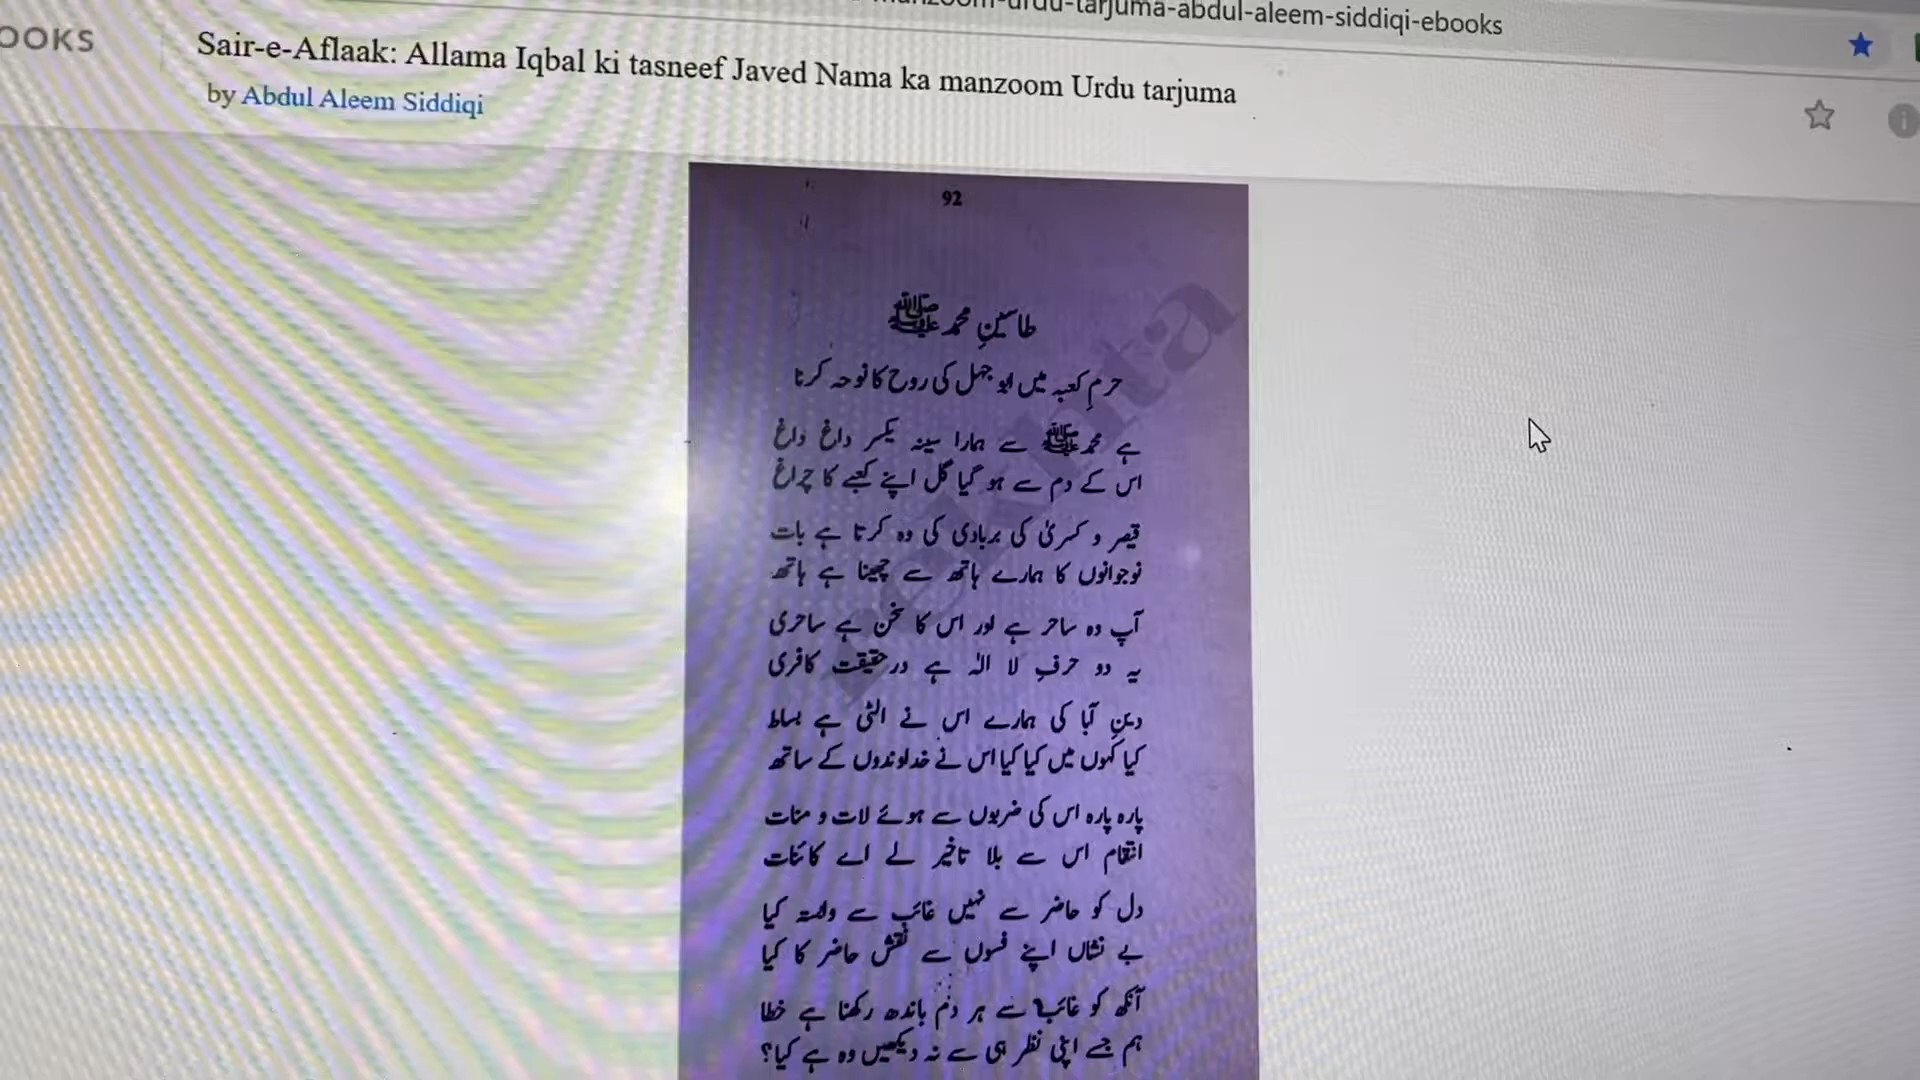 manzoom-urdu-tarjuma-abdul-aleem-siddiqi-ebooks
OOKS
Sair-e-Aflaak: Allama Iqbal ki tasneef Javed Nama ka manzoom Urdu tarjuma
by Abdul Aleem Siddiqi
92
طاسینِ محمد ﷺ
حرمِ کعبہ میں ابو جہل کی روح کا نوحہ کرنا
ہے محمد ﷺ سے ہمارا سینہ یکسر داغ داغ
اس کے دم سے ہو گیا گل اپنے کعبے کا چراغ
قیصر و کسریٰ کی بربادی کی وہ کرتا ہے بات
نوجوانوں کا ہمارے ہاتھ سے چھینا ہے ہاتھ
آپ وہ ساحر ہے اور اس کا سخن ہے ساحری
یہ دو حرفِ لا الٰہ ہے در حقیقت کافری
دینِ آبا کی ہمارے اس نے الٹی ہے بساط
کیا کہوں میں کیا کیا اس نے خداوندوں کے ساتھ
پارہ پارہ اس کی ضربوں سے ہوئے لات و منات
انتقام اس سے بلا تاخیر لے اے کائنات
دل کو حاضر سے نہیں غائب سے وابستہ کیا
بے نشاں اپنے فسوں سے نقش حاضر کا کیا
آنکھ کو غائب سے ہر دم باندھ رکھنا ہے خطا
ہم جسے اپنی نظر ہی سے نہ دیکھیں وہ ہے کیا؟
rekhta